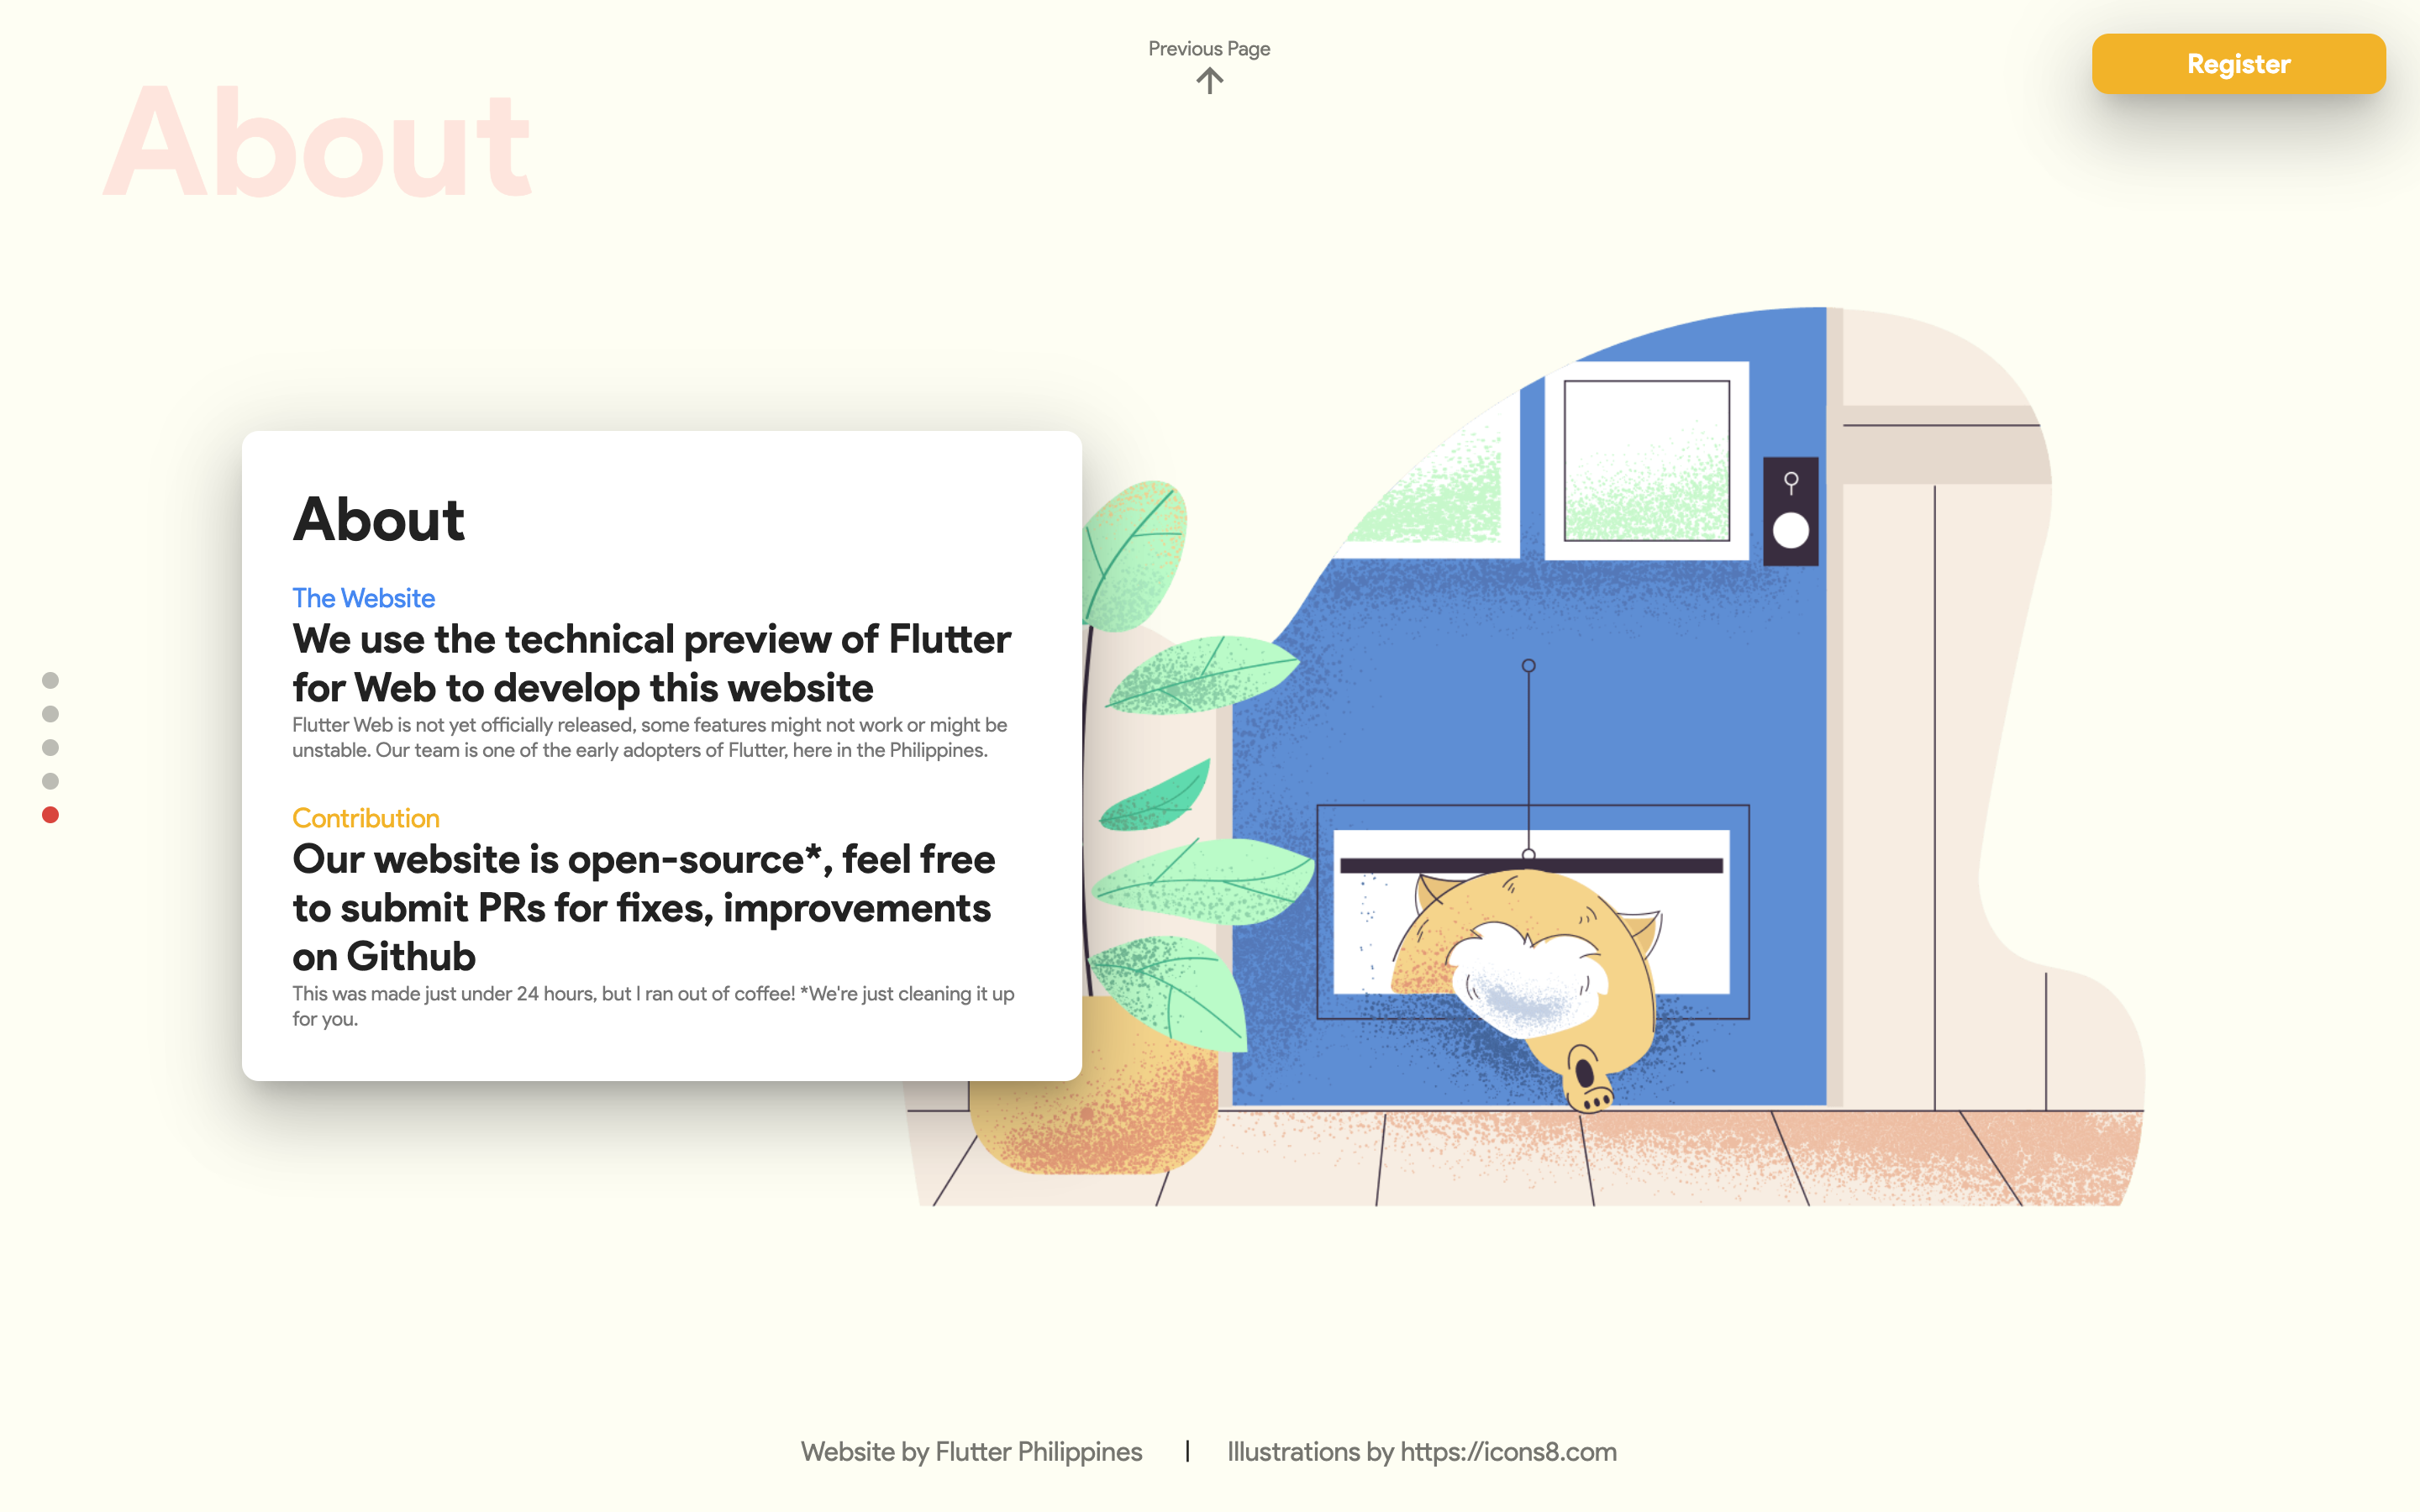 Previous Page
Register
About
About
The Website
We use the technical preview of Flutter
for Web to develop this website
Flutter Web is not yet officially released, some features might not work or might be
unstable. Our team is one of the early adopters of Flutter, here in the Philippines.
Contribution
Our website is open-source*, feel free
to submit PRs for fixes, improvements
on Github
This was made just under 24 hours, but I ran out of coffee! *We're just cleaning it up
for you.
Website by Flutter Philippines | Illustrations by https://icons8.com